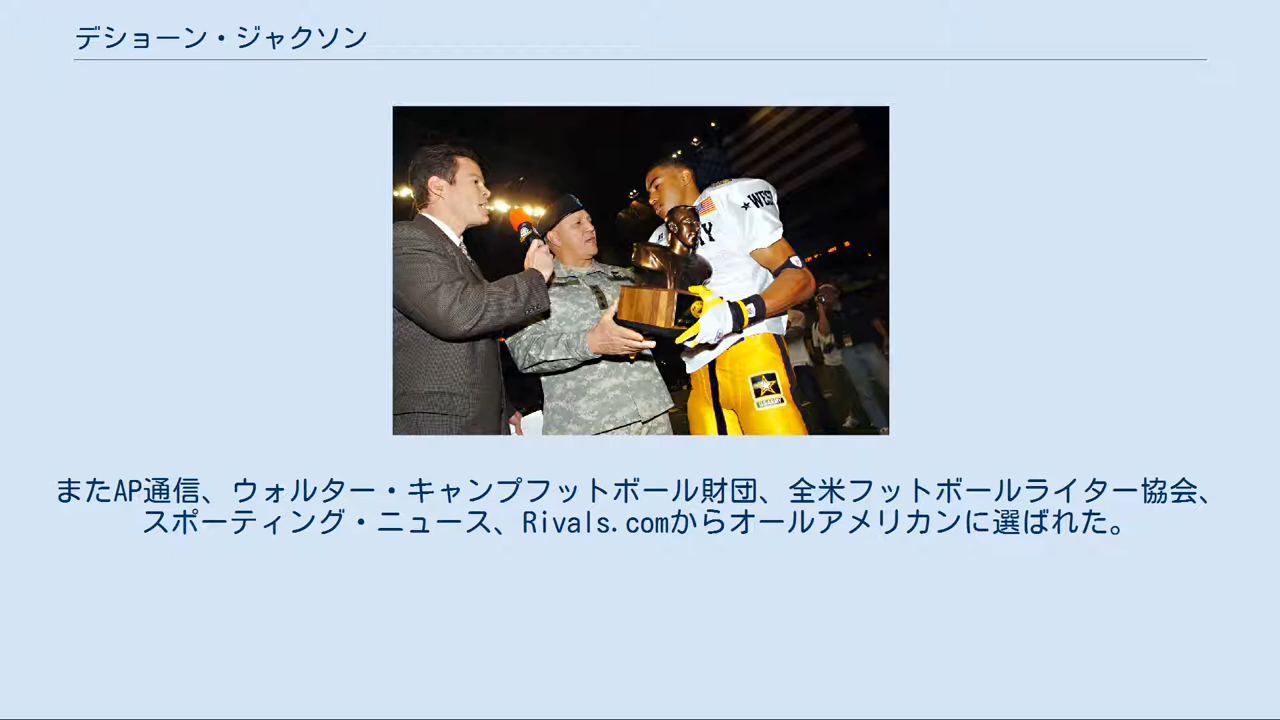 デショーン・ジャクソン
WEST
U.S.ARMY
またAP通信、ウォルター・キャンプフットボール財団、全米フットボールライター協会、
スポーティング・ニュース、Rivals.comからオールアメリカンに選ばれた。